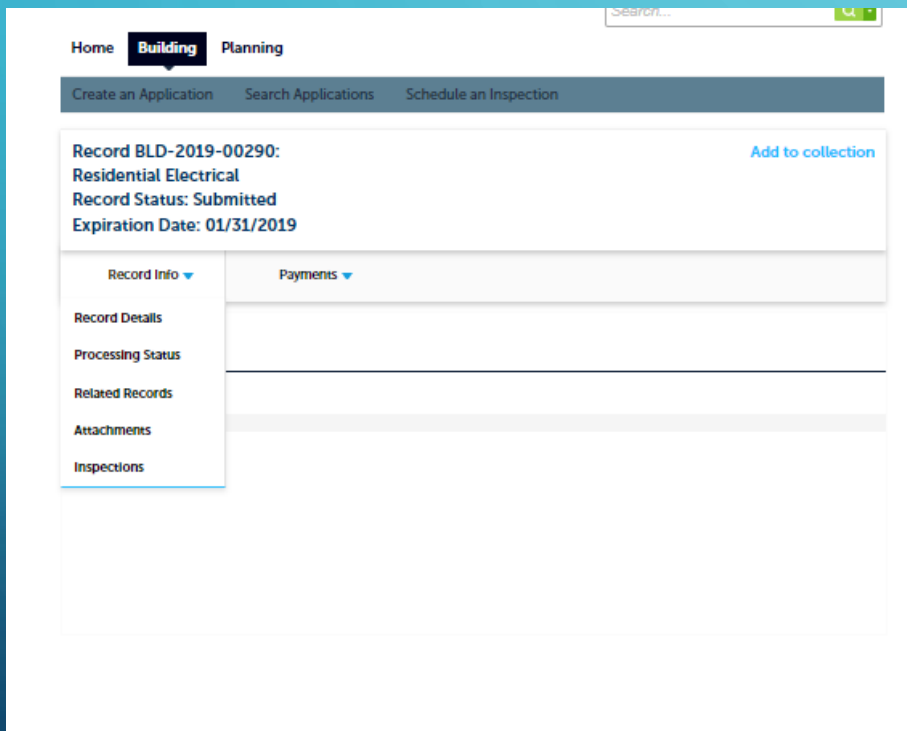 Search...
Home Building Planning
Create an Application Search Applications Schedule an Inspection
Record BLD-2019-00290: Add to collection
Residential Electrical
Record Status: Submitted
Expiration Date: 01/31/2019
Record Info Payments
Record Details
Processing Status
Related Records
Attachments
Inspections